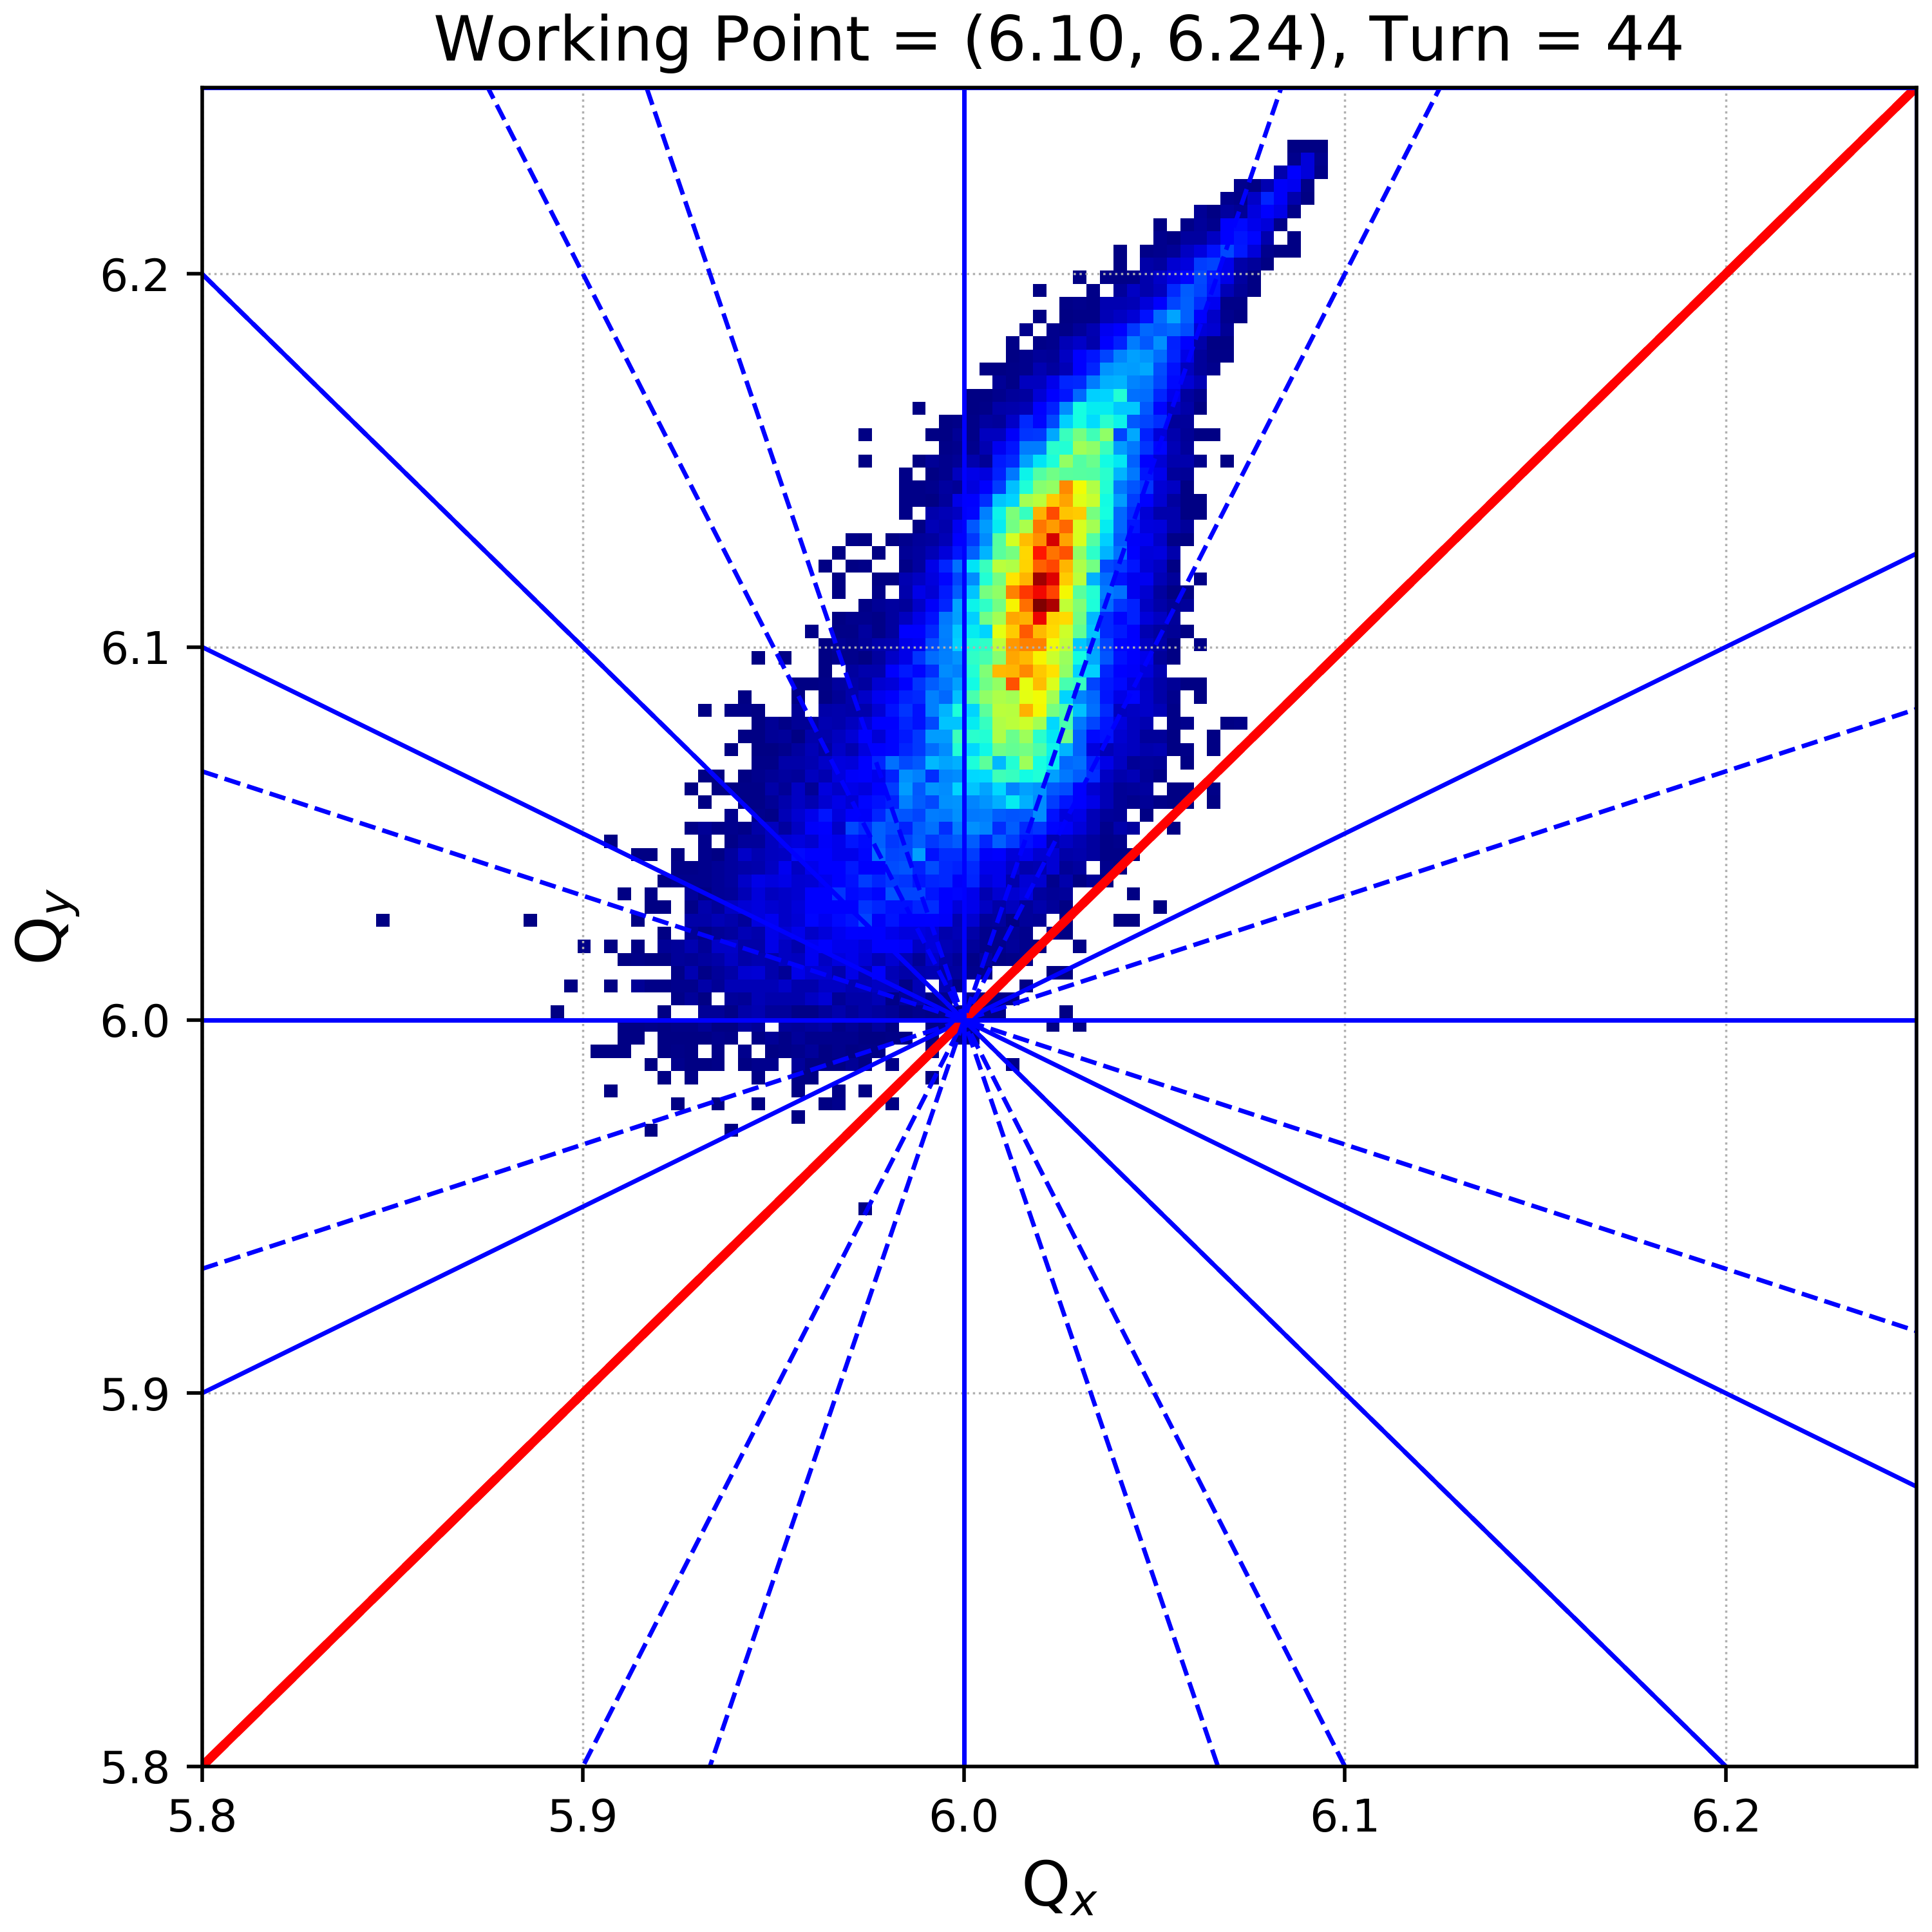 Working Point = (6.10, 6.24), Turn = 44
6.2
6.1
6.0
5.9
5.8
Qy
5.8 5.9 6.0 6.1 6.2
Qx